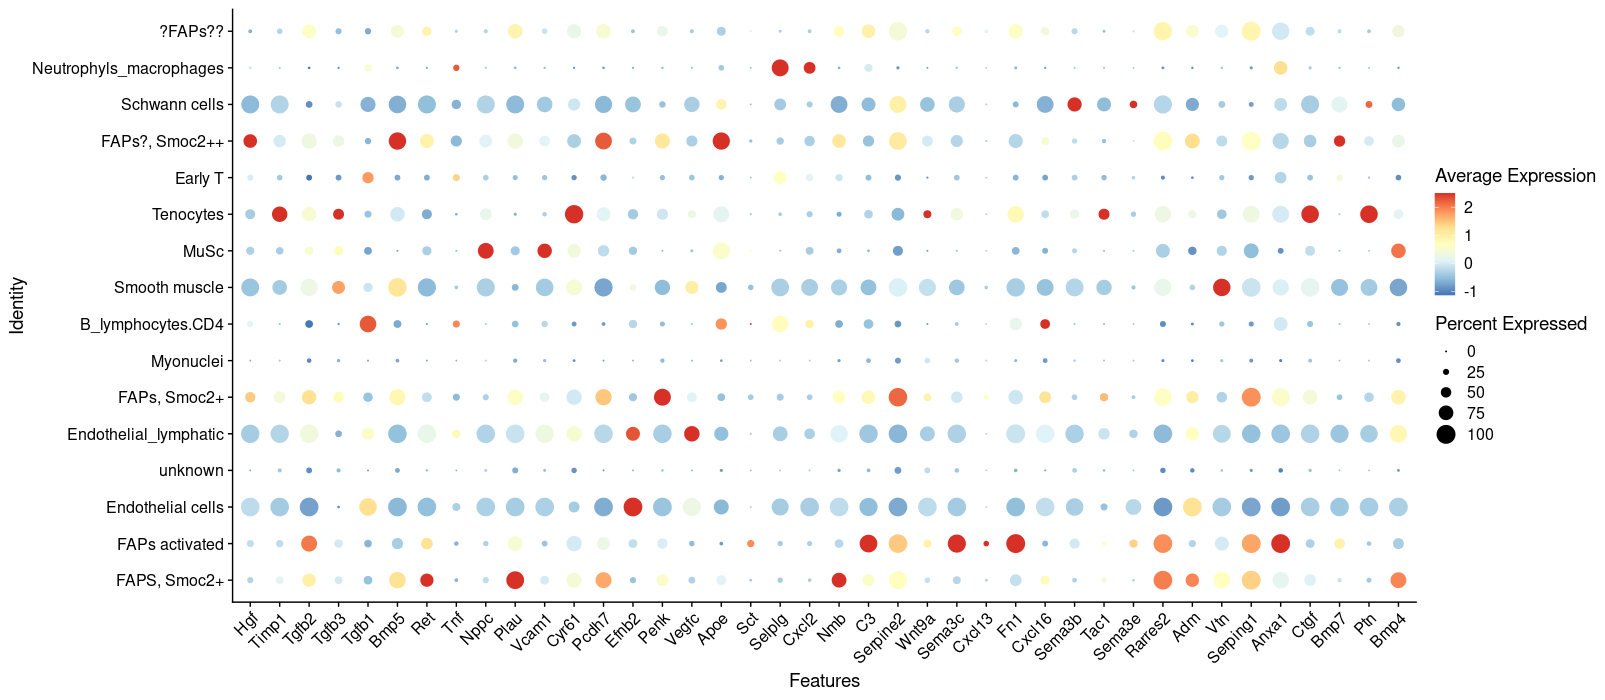 ?FAPs??
Neutrophyls_macrophages
Schwann cells
FAPs?, Smoc2++
Early T
Tenocytes
MuSc
Smooth muscle
B_lymphocytes.CD4
Myonuclei
FAPs, Smoc2+
Endothelial_lymphatic
unknown
Endothelial cells
FAPs activated
FAPS, Smoc2+
Identity
Hgf
Timp1
Tgfb2
Tgfb3
Tgfb1
Bmp5
Ret
Tnf
Nppc
Plau
Vcam1
Cyr61
Pcdh7
Efnb2
Penk
Vegfc
Apoe
Sct
Selplg
Cxcl2
Nmb
C3
Serpine2
Wnt9a
Sema3c
Cxcl13
Fn1
Cxcl16
Sema3b
Tac1
Sema3e
Rarres2
Adm
Vtn
Serping1
Anxa1
Ctgf
Bmp7
Ptn
Bmp4
Features
Average Expression
2
1
0
-1
Percent Expressed
0
25
50
75
100